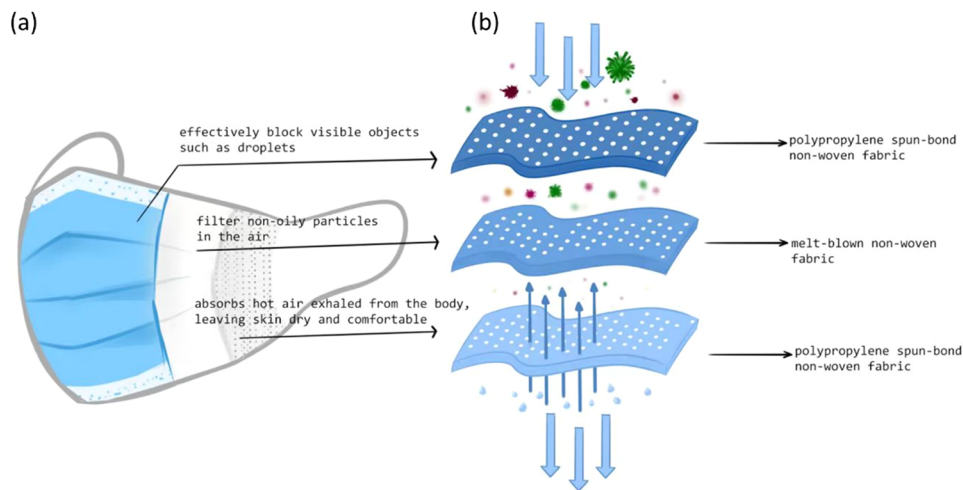 (a)
(b)
effectively block visible objects
such as droplets
polypropylene spun-bond
non-woven fabric
filter non-oily particles
in the air
melt-blown non-woven
fabric
absorbs hot air exhaled from the body,
leaving skin dry and comfortable
polypropylene spun-bond
non-woven fabric